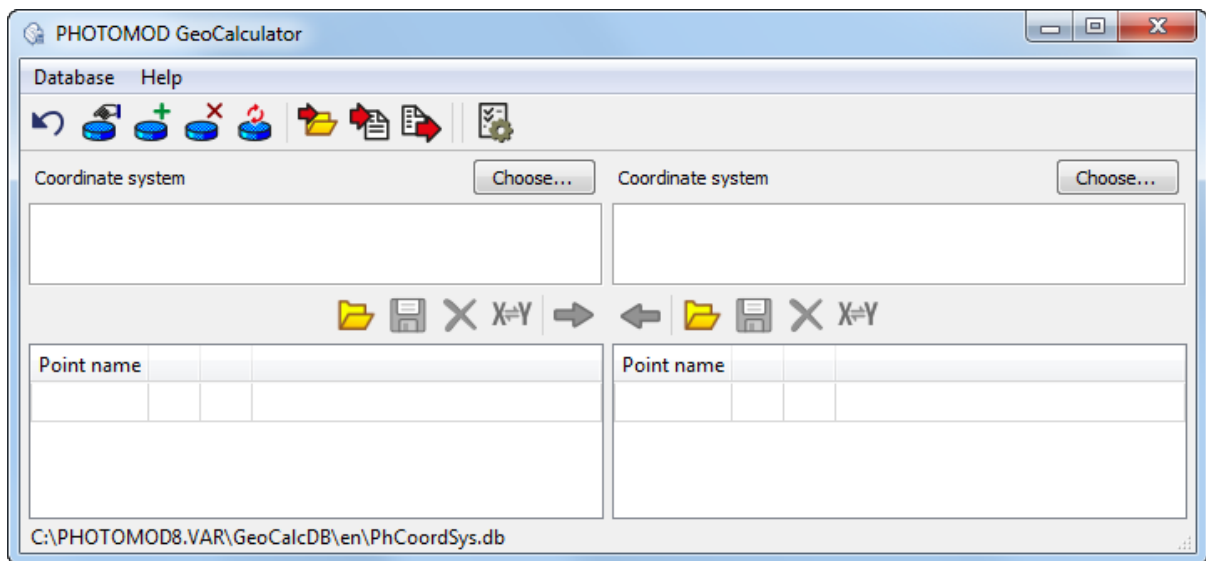 PHOTOMOD GeoCalculator
Database Help
Coordinate system Choose... Coordinate system Choose...
X⇌Y X⇌Y
Point name Point name
C:\PHOTOMOD8.VAR\GeoCalcDB\en\PhCoordSys.db